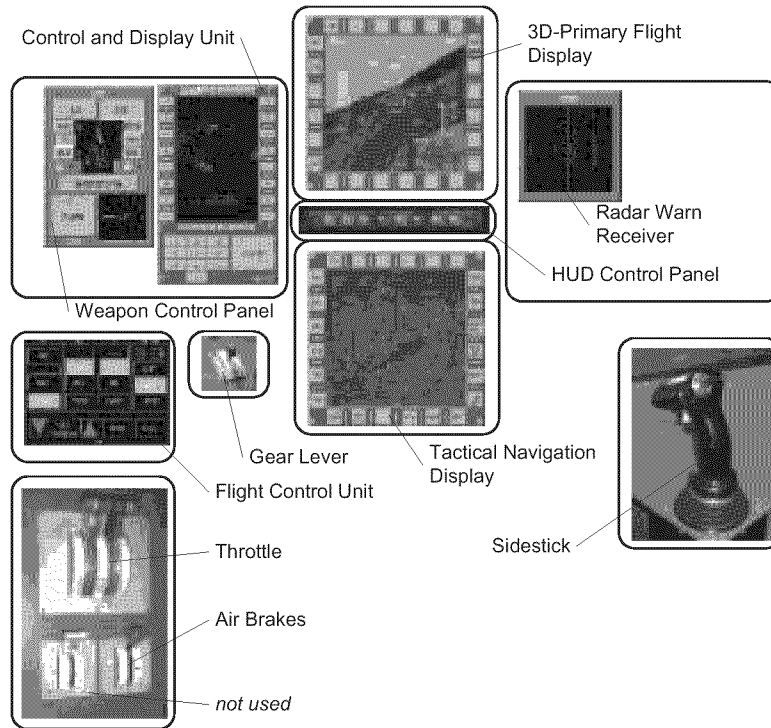 Control and Display Unit
3D-Primary Flight
Display
Radar Warn
Receiver
HUD Control Panel
Weapon Control Panel
Gear Lever
Tactical Navigation
Display
Flight Control Unit
Throttle
Sidestick
Air Brakes
not used